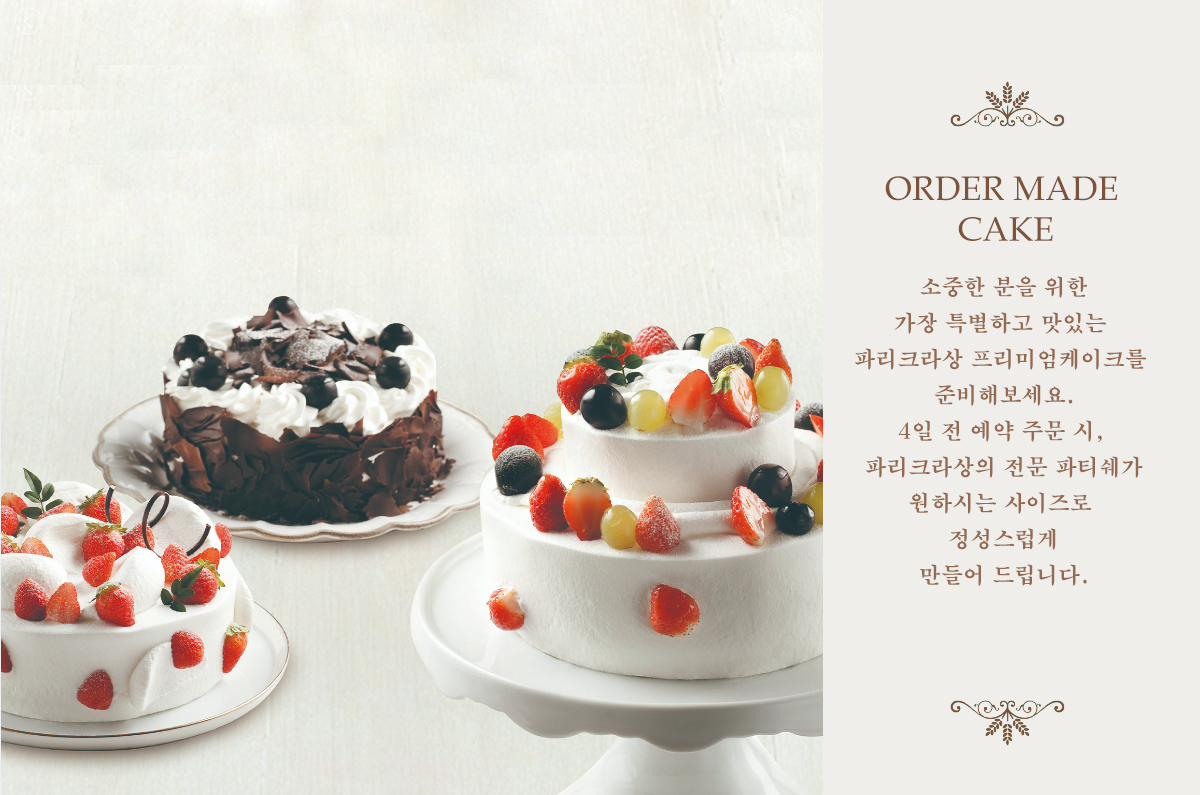 ORDER MADE
CAKE
소중한 분을 위한
가장 특별하고 맛있는
파리크라상 프리미엄케이크를
준비해보세요.
4일 전 예약 주문 시,
파리크라상의 전문 파티쉐가
원하시는 사이즈로
정성스럽게
만들어 드립니다.